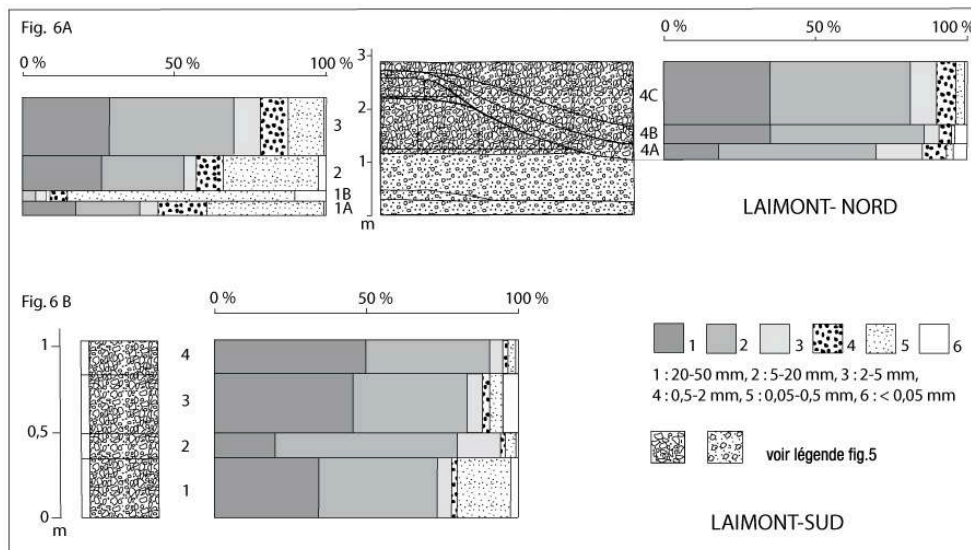 Fig. 6A
0 % 50 % 100 %
3
2
1B
1A
3
2
1
m
0 % 50 % 100 %
4C
4B
4A
LAIMONT- NORD
Fig. 6 B
0 % 50 % 100 %
1
0,5
0
m
4
3
2
1
1 2 3 4 5 6
1 : 20-50 mm, 2 : 5-20 mm, 3 : 2-5 mm,
4 : 0,5-2 mm, 5 : 0,05-0,5 mm, 6 : < 0,05 mm
voir légende fig.5
LAIMONT-SUD